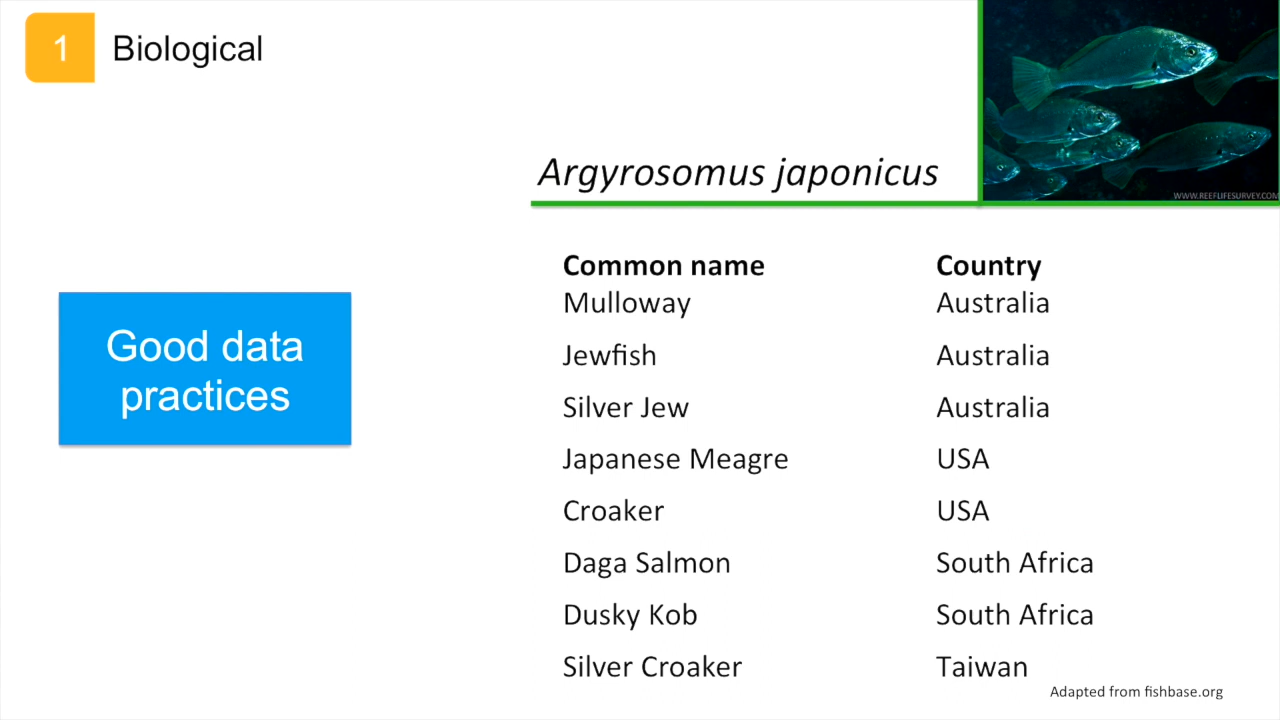 1 Biological
WWW.REEFLIFESURVEY.COM
Argyrosomus japonicus
Common name Country
Mulloway Australia
Jewfish Australia
Silver Jew Australia
Japanese Meagre USA
Croaker USA
Daga Salmon South Africa
Dusky Kob South Africa
Silver Croaker Taiwan
Good data
practices
Adapted from fishbase.org